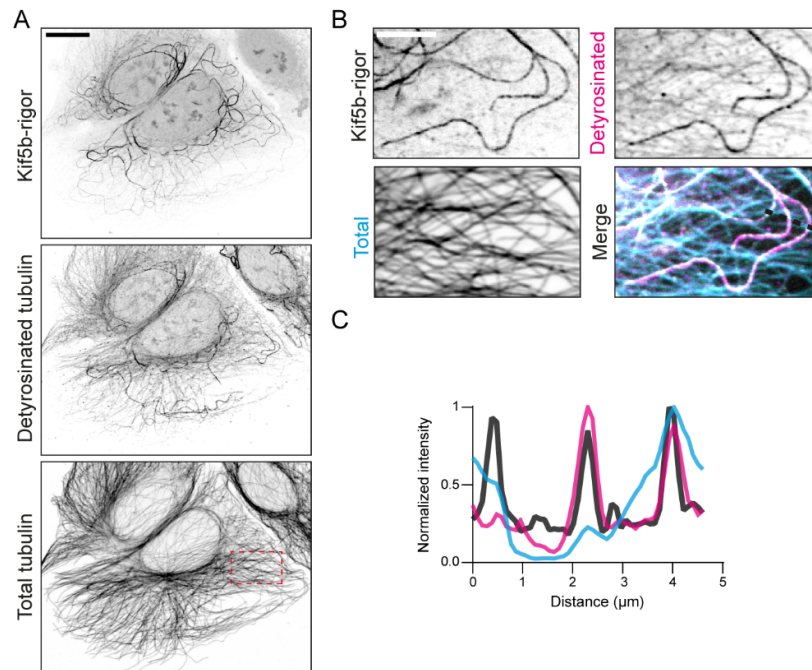 A
B
Kif5b-rigor
Detyrosinated tubulin
Total tubulin
Kif5b-rigor
Detyrosinated
Total
Merge
C
Normalized intensity
1
0.5
0.0
0
1
2
3
4
5
Distance (µm)